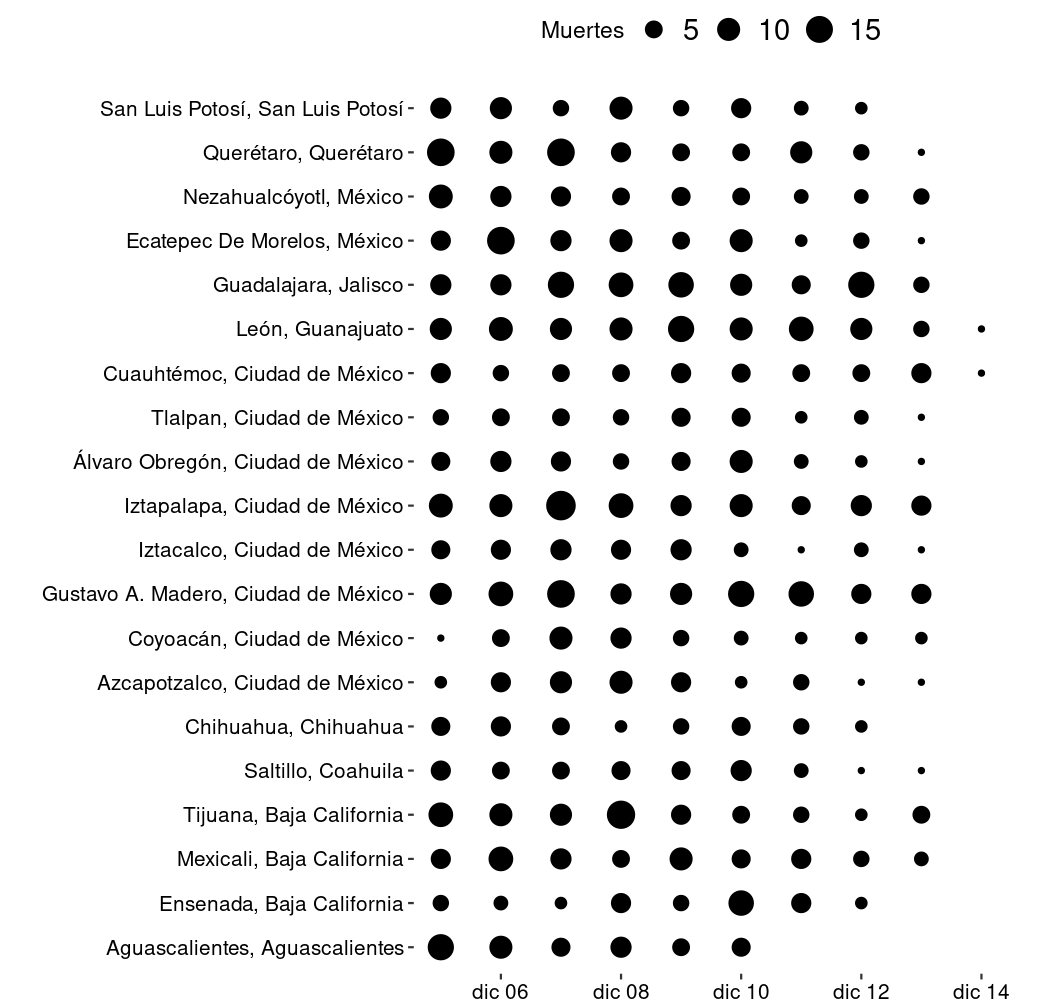 Muertes 5 10 15
San Luis Potosí, San Luis Potosí
Querétaro, Querétaro
Nezahualcóyotl, México
Ecatepec De Morelos, México
Guadalajara, Jalisco
León, Guanajuato
Cuauhtémoc, Ciudad de México
Tlalpan, Ciudad de México
Álvaro Obregón, Ciudad de México
Iztapalapa, Ciudad de México
Iztacalco, Ciudad de México
Gustavo A. Madero, Ciudad de México
Coyoacán, Ciudad de México
Azcapotzalco, Ciudad de México
Chihuahua, Chihuahua
Saltillo, Coahuila
Tijuana, Baja California
Mexicali, Baja California
Ensenada, Baja California
Aguascalientes, Aguascalientes
dic 06 dic 08 dic 10 dic 12 dic 14